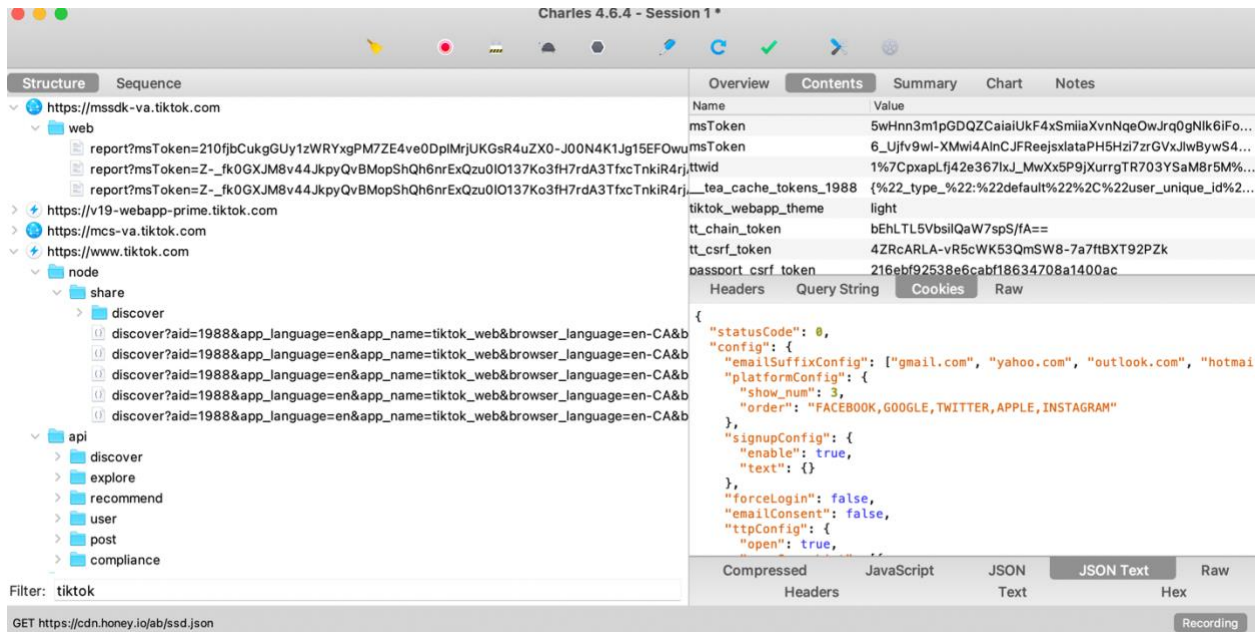 Charles 4.6.4 - Session 1 *
Structure Sequence
https://mssdk-va.tiktok.com
web
report?msToken=210fjbCukgGUy1zWRYxgPM7ZE4ve0DplMrjUKGsR4uZX0-J00N4K1Jg15EFOwu
report?msToken=Z-_fk0GXJM8v44JkpyQvBMopShQh6nrExQzu0IO137Ko3fH7rdA3TfxcTnkiR4rj
report?msToken=Z-_fk0GXJM8v44JkpyQvBMopShQh6nrExQzu0IO137Ko3fH7rdA3TfxcTnkiR4rj
https://v19-webapp-prime.tiktok.com
https://mcs-va.tiktok.com
https://www.tiktok.com
node
share
discover
discover?aid=1988&app_language=en&app_name=tiktok_web&browser_language=en-CA&b
discover?aid=1988&app_language=en&app_name=tiktok_web&browser_language=en-CA&b
discover?aid=1988&app_language=en&app_name=tiktok_web&browser_language=en-CA&b
discover?aid=1988&app_language=en&app_name=tiktok_web&browser_language=en-CA&b
discover?aid=1988&app_language=en&app_name=tiktok_web&browser_language=en-CA&b
api
discover
explore
recommend
user
post
compliance
Filter: tiktok
Overview Contents Summary Chart Notes
Name Value
msToken 5wHnn3m1pGDQZCaiaiUkF4xSmiiaXvnNqeOwJrq0gNlk6iFo...
msToken 6_Ujfv9wl-XMwi4AlnCJFReejsxlataPH5Hzi7zrGVxJlwBywS4...
ttwid 1%7CpxapLfj42e367lxJ_MwXx5P9jXurrgTR703YSaM8r5M%...
__tea_cache_tokens_1988 {%22_type_%22:%22default%22%2C%22user_unique_id%2...
tiktok_webapp_theme light
tt_chain_token bEhLTL5VbsilQaW7spS/fA==
tt_csrf_token 4ZRcARLA-vR5cWK53QmSW8-7a7ftBXT92PZk
passport_csrf_token 216ebf92538e6cabf18634708a1400ac
Headers Query String Cookies Raw
{
"statusCode": 0,
"config": {
"emailSuffixConfig": ["gmail.com", "yahoo.com", "outlook.com", "hotmai
"platformConfig": {
"show_num": 3,
"order": "FACEBOOK,GOOGLE,TWITTER,APPLE,INSTAGRAM"
},
"signupConfig": {
"enable": true,
"text": {}
},
"forceLogin": false,
"emailConsent": false,
"ttpConfig": {
"open": true,
Compressed JavaScript JSON JSON Text Raw
Headers Text Hex
GET https://cdn.honey.io/ab/ssd.json
Recording